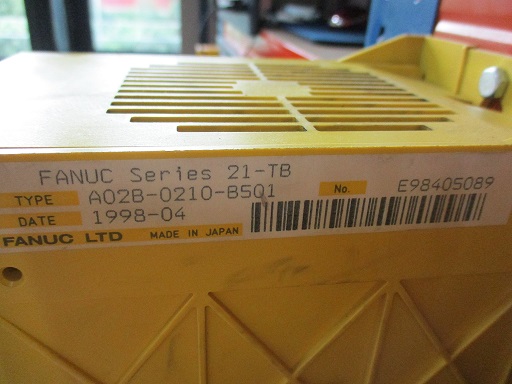 FANUC Series 21-TB
TYPE A02B-0210-B501 No. E98405089
DATE 1998-04
FANUC LTD MADE IN JAPAN